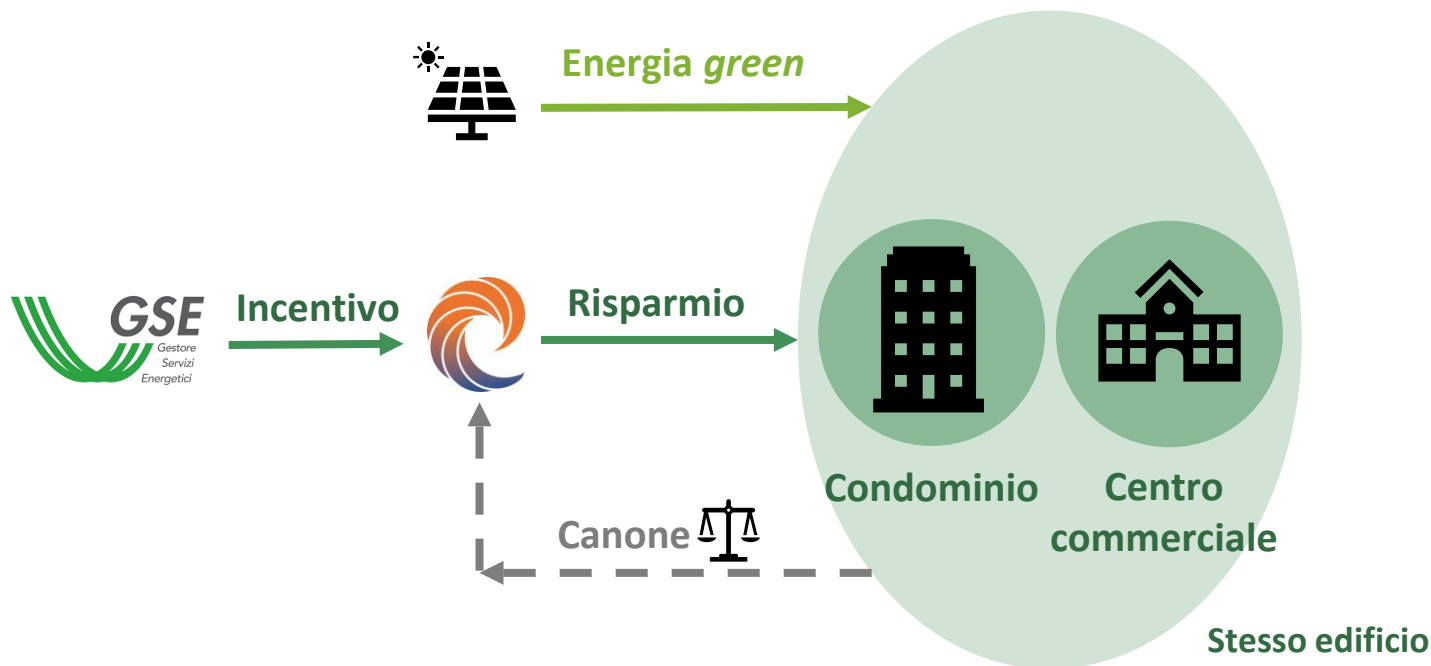 Energia green
GSE
Gestore
Servizi
Energetici
Incentivo
Risparmio
Condominio
Centro
commerciale
Canone
Stesso edificio